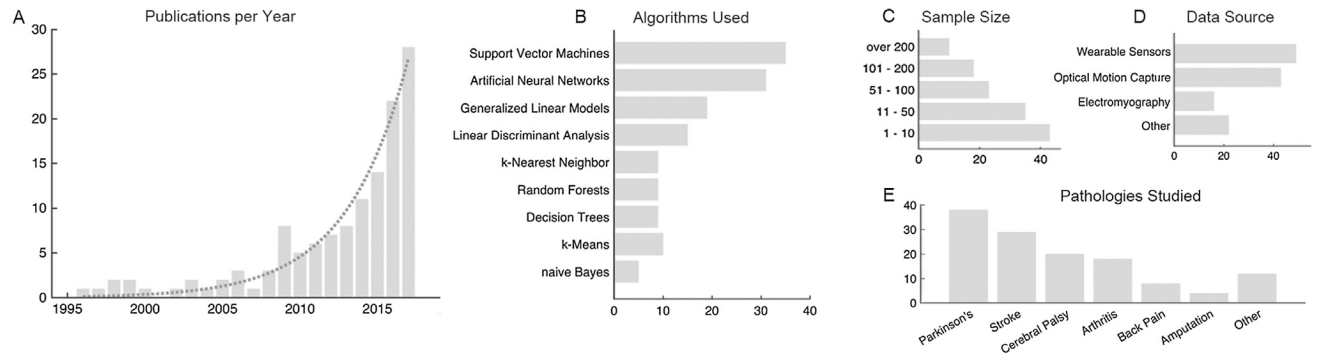 A Publications per Year
30
25
20
15
10
5
0
1995 2000 2005 2010 2015
B Algorithms Used
Support Vector Machines
Artificial Neural Networks
Generalized Linear Models
Linear Discriminant Analysis
k-Nearest Neighbor
Random Forests
Decision Trees
k-Means
naive Bayes
0 10 20 30 40
C Sample Size
over 200
101 - 200
51 - 100
11 - 50
1 - 10
0 20 40
D Data Source
Wearable Sensors
Optical Motion Capture
Electromyography
Other
0 20 40
E Pathologies Studied
40
30
20
10
0
Parkinson's Stroke Cerebral Palsy Arthritis Back Pain Amputation Other